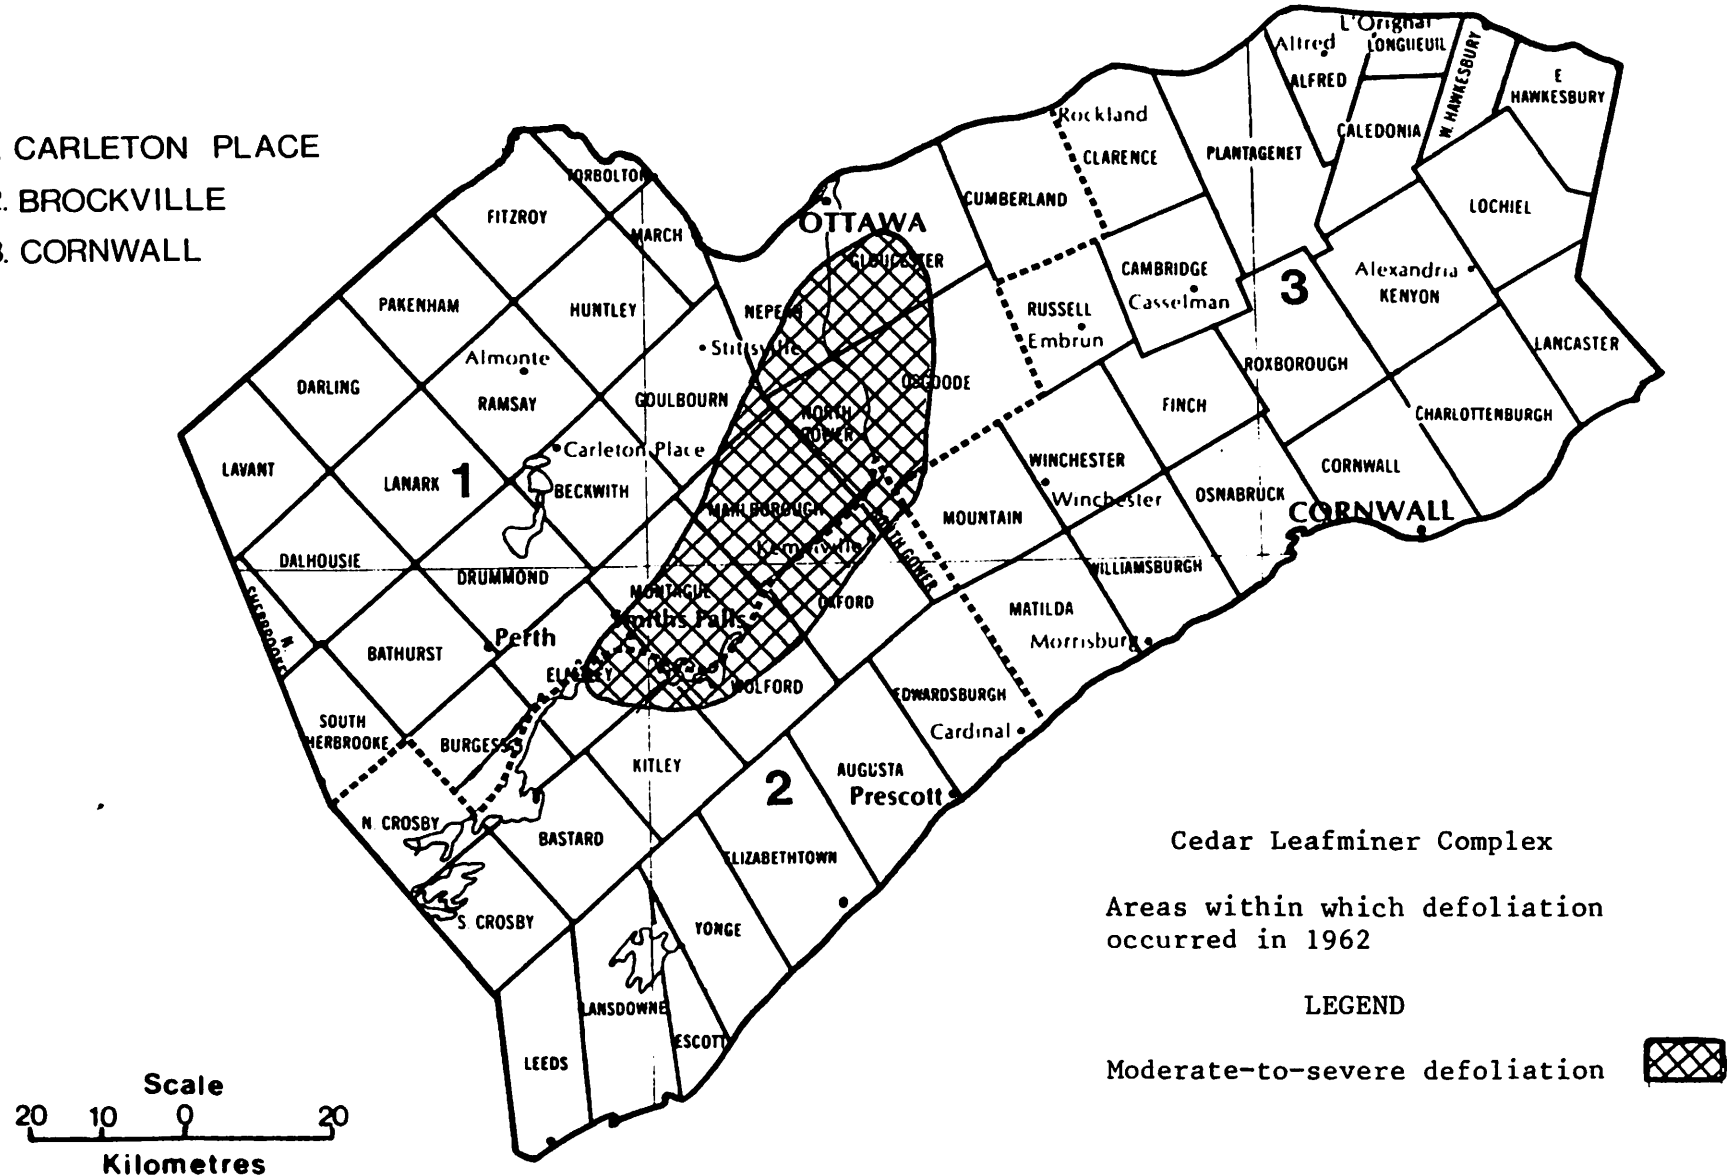 CARLETON PLACE
2. BROCKVILLE
3. CORNWALL
L'Orignal
Alfred
LONGUEUIL
ALFRED
W. HAWKESBURY
E
HAWKESBURY
CALEDONIA
Rockland
CLARENCE
PLANTAGENET
TORBOLTON
FITZROY
MARCH
OTTAWA
CUMBERLAND
LOCHIEL
GLOUCESTER
CAMBRIDGE
Casselman
3
Alexandria
KENYON
PAKENHAM
HUNTLEY
NEPEAN
RUSSELL
Embrun
Stittsville
LANCASTER
Almonte
DARLING
RAMSAY
GOULBOURN
OSGOODE
ROXBOROUGH
NORTH
GOWER
FINCH
CHARLOTTENBURGH
Carleton Place
LAVANT
LANARK
1
BECKWITH
WINCHESTER
Winchester
CORNWALL
OSNABRUCK
CORNWALL
MARLBOROUGH
MOUNTAIN
SOUTH GOWER
Kemptville
DALHOUSIE
DRUMMOND
WILLIAMSBURGH
MONTAGUE
OXFORD
MATILDA
Morrisburg
N.
SHERBROOKE
Smiths Falls
Perth
BATHURST
ELMSLEY
WOLFORD
EDWARDSBURGH
Cardinal
SOUTH
SHERBROOKE
BURGESS
KITLEY
2
AUGUSTA
Prescott
N. CROSBY
BASTARD
ELIZABETHTOWN
S. CROSBY
YONGE
LANSDOWNE
ESCOTT
LEEDS
Cedar Leafminer Complex
Areas within which defoliation
occurred in 1962
LEGEND
Moderate-to-severe defoliation
Scale
20 10 0 20
Kilometres